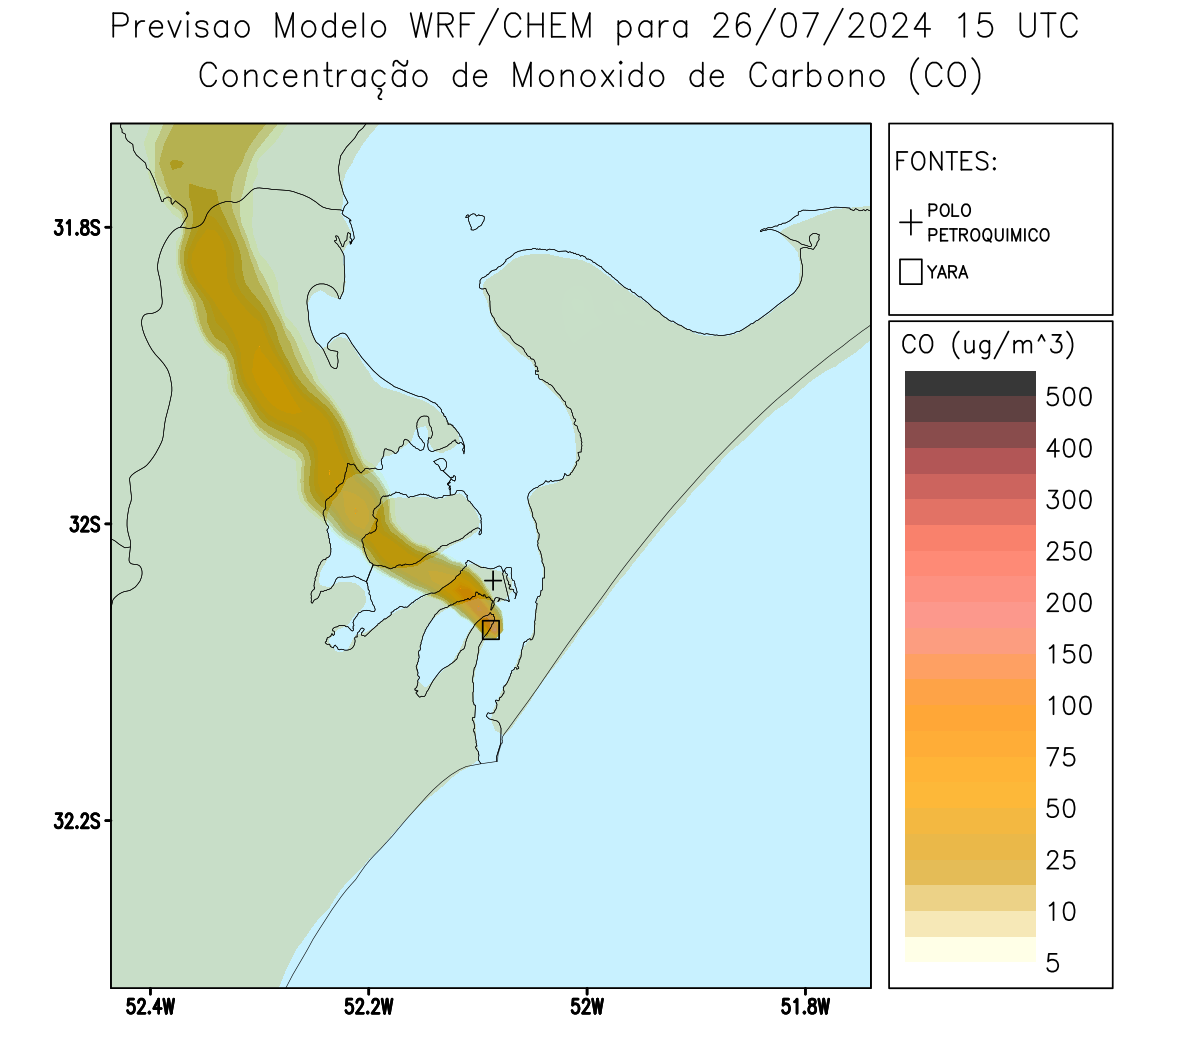 Previsao Modelo WRF/CHEM para 26/07/2024 15 UTC
Concentração de Monoxido de Carbono (CO)
FONTES:
POLO
PETROQUIMICO
YARA
CO (ug/m^3)
500
400
300
250
200
150
100
75
50
25
10
5
31.8S
32S
32.2S
52.4W
52.2W
52W
51.8W